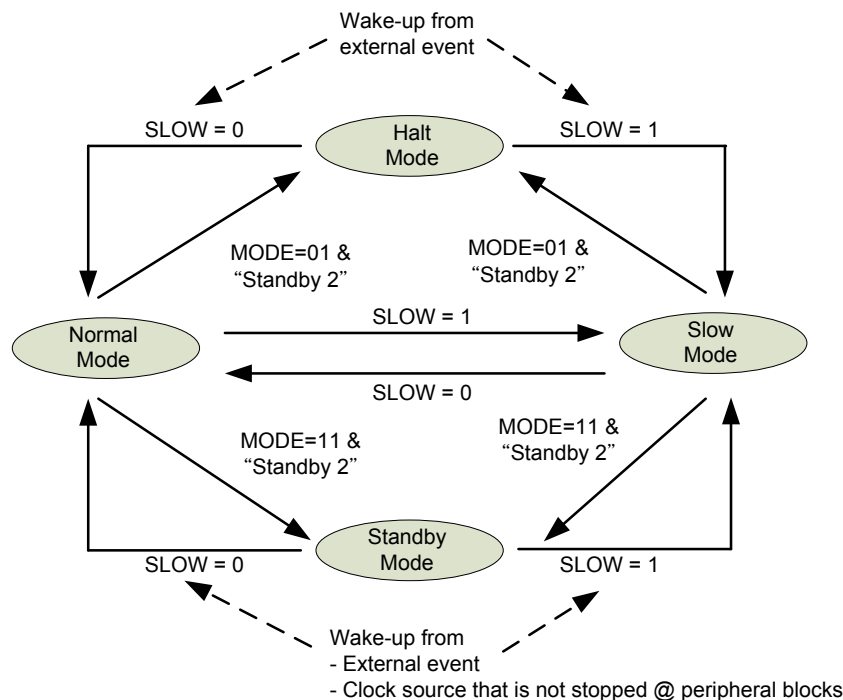 Wake-up from
external event
SLOW = 0
Halt
Mode
SLOW = 1
MODE=01 &
“Standby 2”
MODE=01 &
“Standby 2”
Normal
Mode
SLOW = 1
Slow
Mode
SLOW = 0
MODE=11 &
“Standby 2”
MODE=11 &
“Standby 2”
Standby
Mode
SLOW = 0
SLOW = 1
Wake-up from
- External event
- Clock source that is not stopped @ peripheral blocks